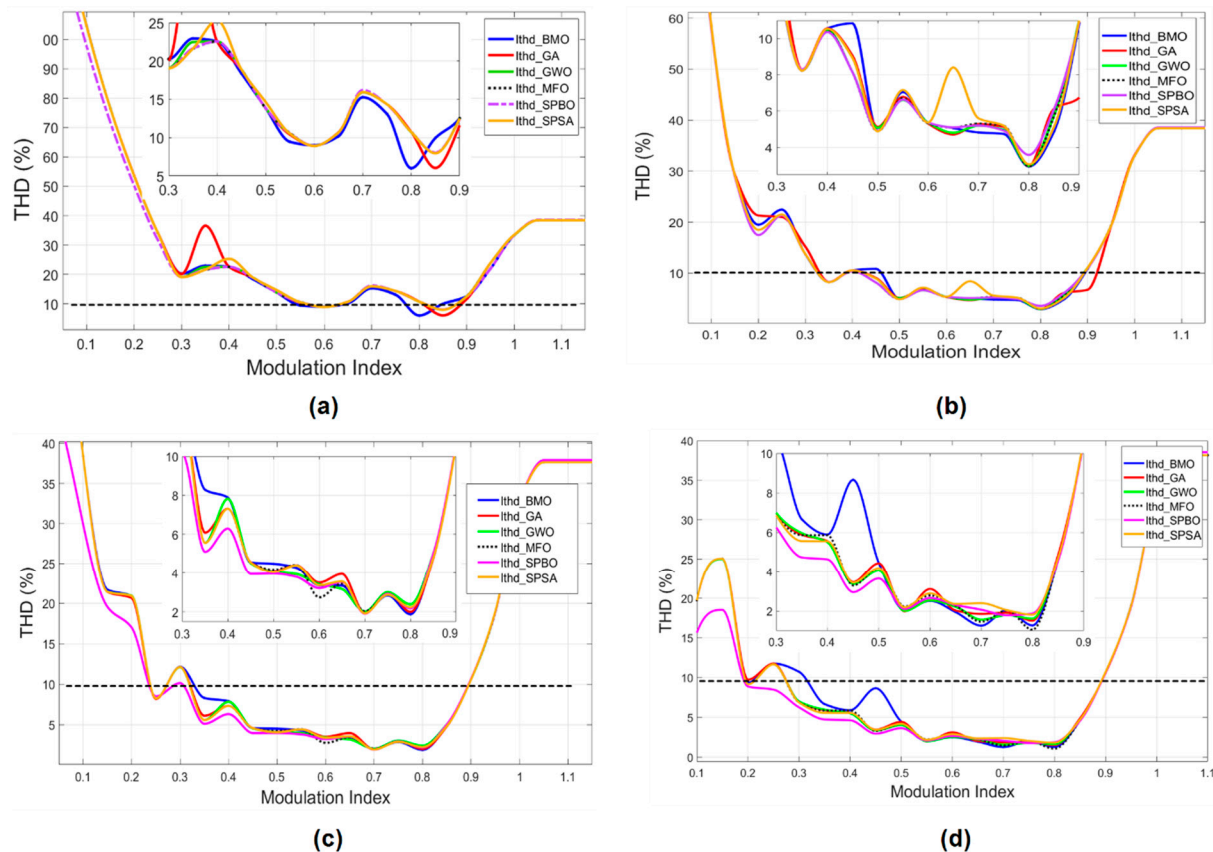 THD (%)
00
90
80
70
60
50
40
30
20
10
25
20
15
10
5
0.3 0.4 0.5 0.6 0.7 0.8 0.9
Ithd_BMO
Ithd_GA
Ithd_GWO
Ithd_MFO
Ithd_SPBO
Ithd_SPSA
0.1 0.2 0.3 0.4 0.5 0.6 0.7 0.8 0.9 1 1.1
Modulation Index
(a)
THD (%)
60
50
40
30
20
10
10
8
6
4
0.3 0.4 0.5 0.6 0.7 0.8 0.9
Ithd_BMO
Ithd_GA
Ithd_GWO
Ithd_MFO
Ithd_SPBO
Ithd_SPSA
0.1 0.2 0.3 0.4 0.5 0.6 0.7 0.8 0.9 1 1.1
Modulation Index
(b)
THD (%)
40
35
30
25
20
15
10
5
10
8
6
4
2
0.3 0.4 0.5 0.6 0.7 0.8 0.9
Ithd_BMO
Ithd_GA
Ithd_GWO
Ithd_MFO
Ithd_SPBO
Ithd_SPSA
0.1 0.2 0.3 0.4 0.5 0.6 0.7 0.8 0.9 1 1.1
Modulation Index
(c)
THD (%)
40
35
30
25
20
15
10
5
0
10
8
6
4
2
0.3 0.4 0.5 0.6 0.7 0.8 0.9
Ithd_BMO
Ithd_GA
Ithd_GWO
Ithd_MFO
Ithd_SPBO
Ithd_SPSA
0.1 0.2 0.3 0.4 0.5 0.6 0.7 0.8 0.9 1 1.1
Modulation Index
(d)